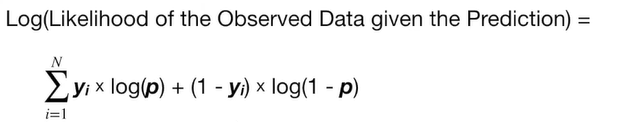 Log(Likelihood of the Observed Data given the Prediction) =
N
∑ yᵢ × log(p) + (1 - yᵢ) × log(1 - p)
i=1